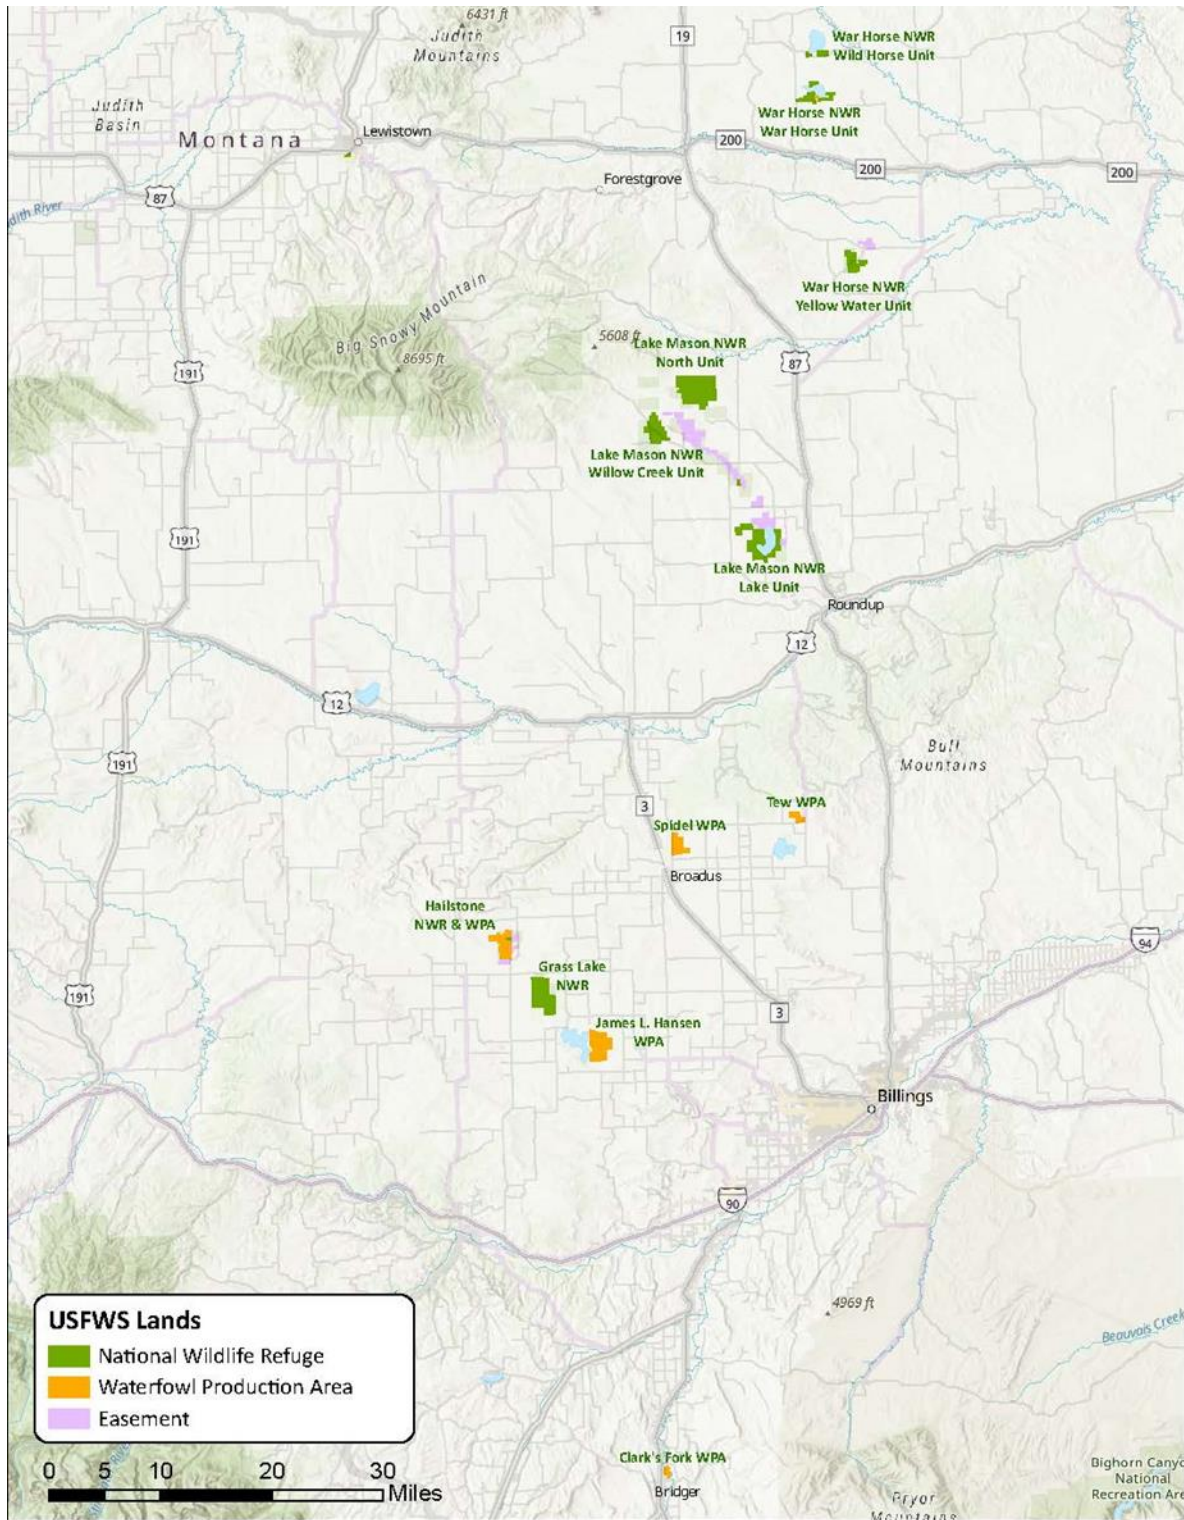 6431 ft
Judith
Mountains
19
War Horse NWR
Wild Horse Unit
Judith
Basin
War Horse NWR
War Horse Unit
Montana
Lewistown
200
200
200
Forestgrove
87
dith River
War Horse NWR
Yellow Water Unit
Big Snowy Mountain
5608 ft
Lake Mason NWR
North Unit
8695 ft
87
191
Lake Mason NWR
Willow Creek Unit
191
Lake Mason NWR
Lake Unit
Roundup
12
12
191
Bull
Mountains
3
Tew WPA
Spidel WPA
Broadus
Hailstone
NWR & WPA
94
Grass Lake
NWR
191
3
James L. Hansen
WPA
Billings
90
4969 ft
Beauvais Creek
USFWS Lands
National Wildlife Refuge
Waterfowl Production Area
Easement
0 5 10 20 30
Miles
Clark's Fork WPA
Bridger
Bighorn Canyo
National
Recreation Are
Pryor
Mountains